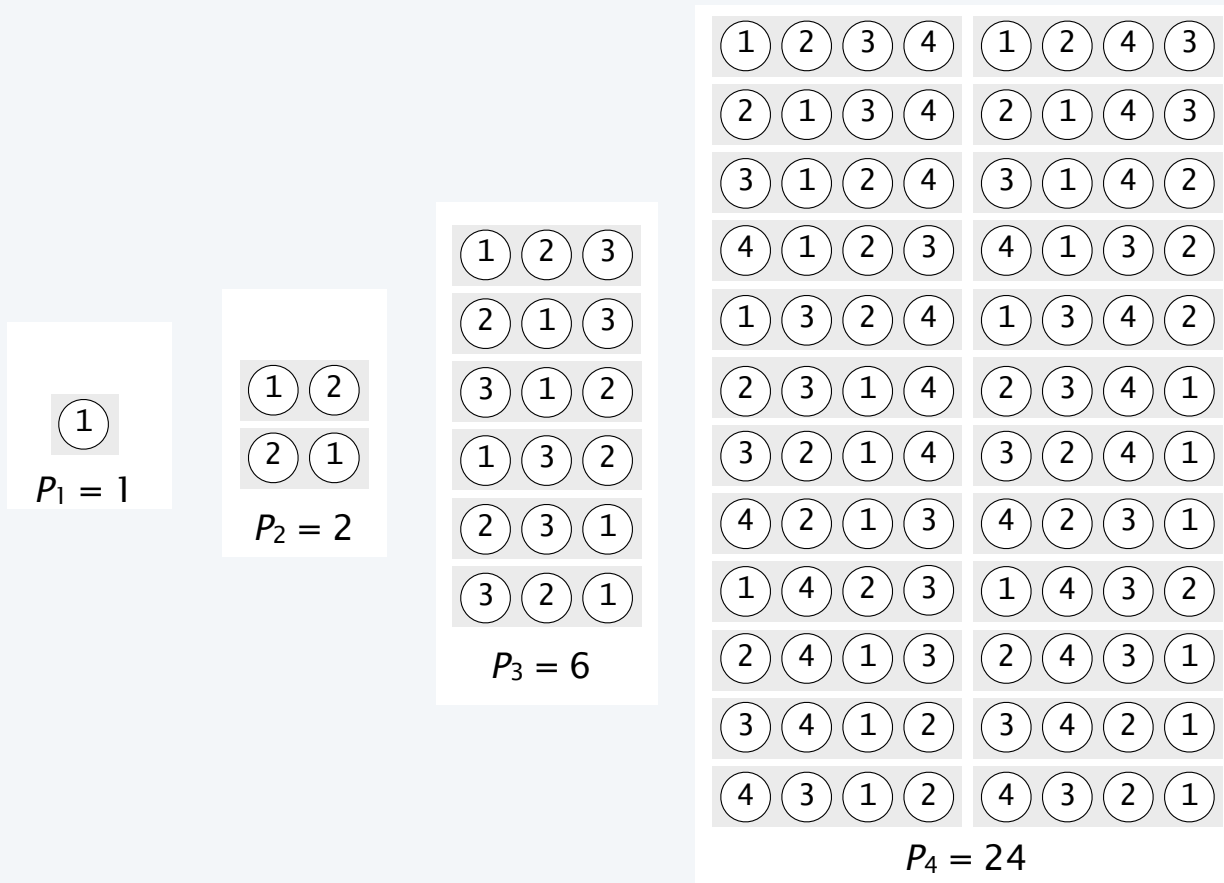 1
P₁ = 1
1 2
2 1
P₂ = 2
1 2 3
2 1 3
3 1 2
1 3 2
2 3 1
3 2 1
P₃ = 6
1 2 3 4 1 2 4 3
2 1 3 4 2 1 4 3
3 1 2 4 3 1 4 2
4 1 2 3 4 1 3 2
1 3 2 4 1 3 4 2
2 3 1 4 2 3 4 1
3 2 1 4 3 2 4 1
4 2 1 3 4 2 3 1
1 4 2 3 1 4 3 2
2 4 1 3 2 4 3 1
3 4 1 2 3 4 2 1
4 3 1 2 4 3 2 1
P₄ = 24